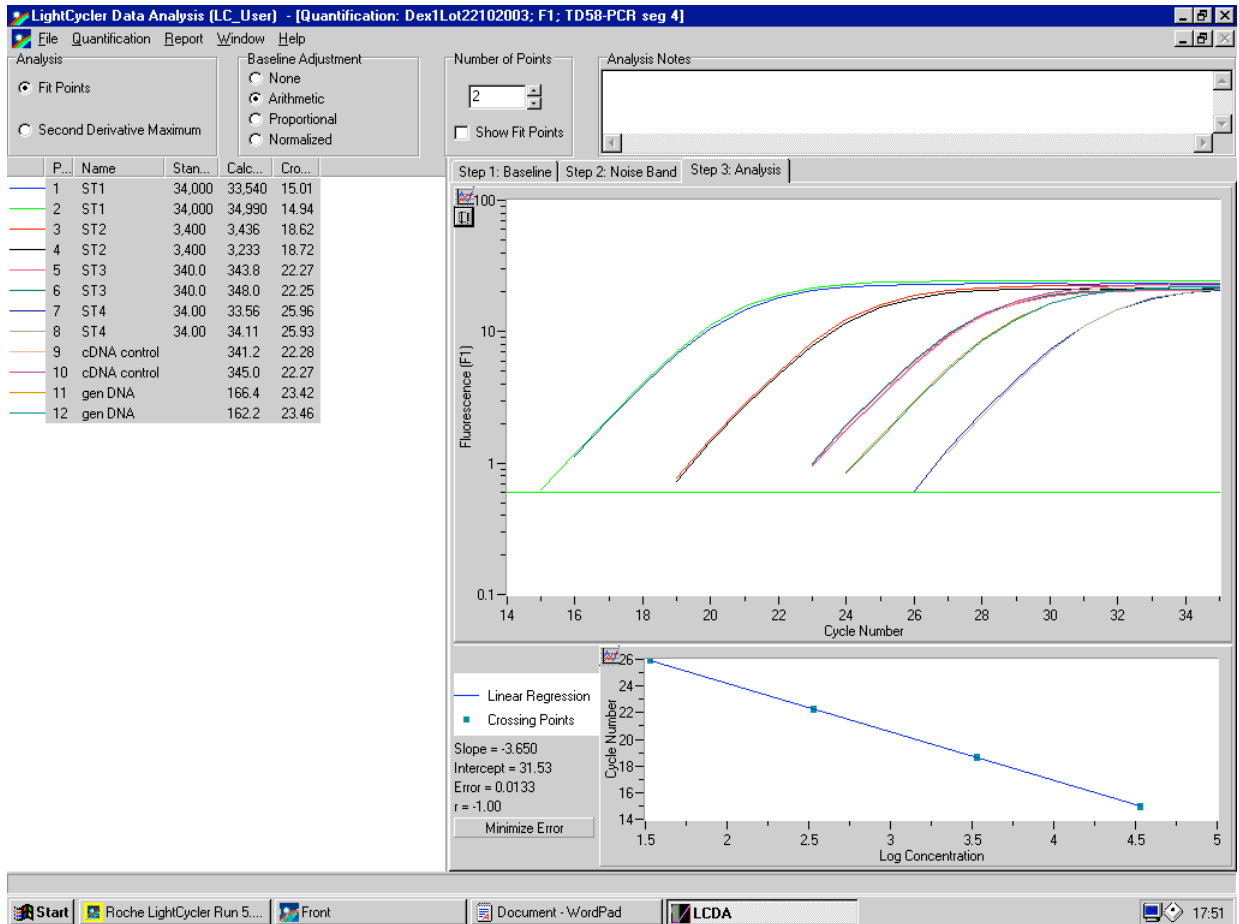 LightCycler Data Analysis (LC_User) - [Quantification: Dex1Lot22102003; F1; TD58-PCR seg 4]
File Quantification Report Window Help
Analysis
Fit Points
Second Derivative Maximum
Baseline Adjustment
None
Arithmetic
Proportional
Normalized
Number of Points
2
Show Fit Points
Analysis Notes
P... Name Stan... Calc... Cro...
1 ST1 34,000 33,540 15.01
2 ST1 34,000 34,990 14.94
3 ST2 3,400 3,436 18.62
4 ST2 3,400 3,233 18.72
5 ST3 340.0 343.8 22.27
6 ST3 340.0 348.0 22.25
7 ST4 34.00 33.56 25.96
8 ST4 34.00 34.11 25.93
9 cDNA control 341.2 22.28
10 cDNA control 345.0 22.27
11 gen DNA 166.4 23.42
12 gen DNA 162.2 23.46
Step 1: Baseline Step 2: Noise Band Step 3: Analysis
100
10
1
0.1
Fluorescence (F1)
14 16 18 20 22 24 26 28 30 32 34
Cycle Number
Linear Regression
Crossing Points
Slope = -3.650
Intercept = 31.53
Error = 0.0133
r = -1.00
Minimize Error
26
24
22
20
18
16
14
Cycle Number
1.5 2 2.5 3 3.5 4 4.5 5
Log Concentration
Start Roche LightCycler Run 5.... Front Document - WordPad LCDA 17:51